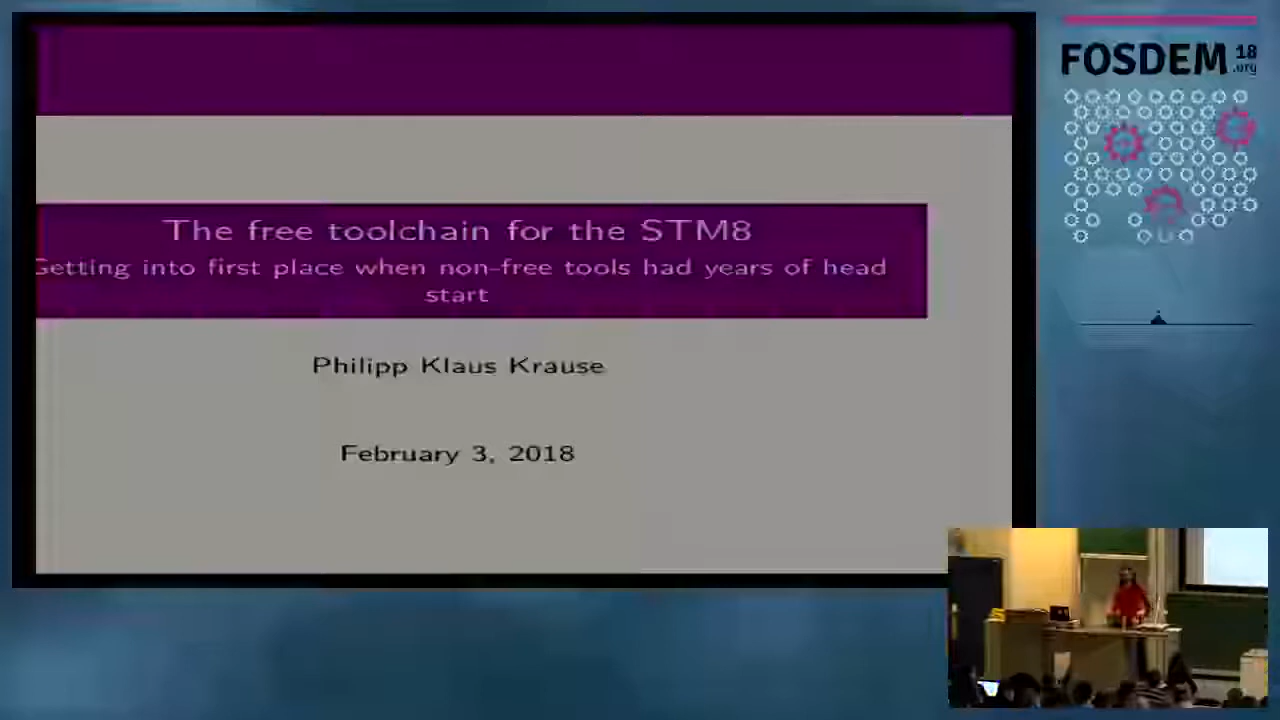 FOSDEM 18
.org
The free toolchain for the STM8
Getting into first place when non-free tools had years of head
start
Philipp Klaus Krause
February 3, 2018